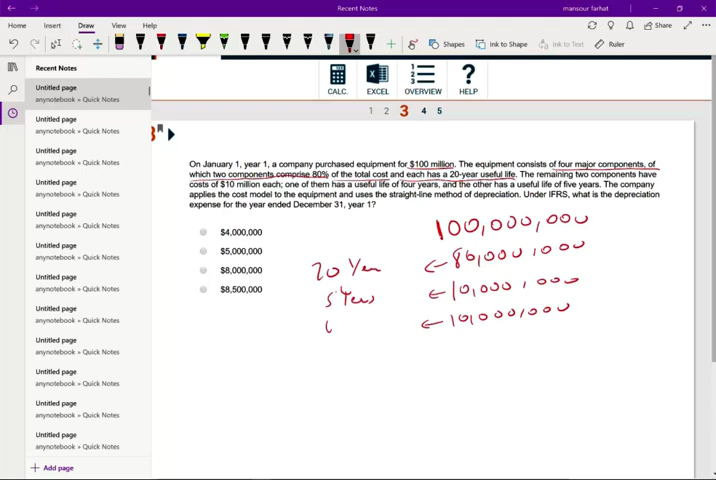 Recent Notes
mansour farhat
Home Insert Draw View Help
Share
Shapes
Ink to Shape
Ink to Text
Ruler
Recent Notes
Untitled page
anynotebook » Quick Notes
Untitled page
anynotebook » Quick Notes
Untitled page
anynotebook » Quick Notes
Untitled page
anynotebook » Quick Notes
Untitled page
anynotebook » Quick Notes
Untitled page
anynotebook » Quick Notes
Untitled page
anynotebook » Quick Notes
Untitled page
anynotebook » Quick Notes
Untitled page
anynotebook » Quick Notes
Untitled page
anynotebook » Quick Notes
Untitled page
anynotebook » Quick Notes
Untitled page
anynotebook » Quick Notes
+ Add page
CALC. EXCEL OVERVIEW HELP
1 2 3 4 5
3
On January 1, year 1, a company purchased equipment for $100 million. The equipment consists of four major components, of
which two components comprise 80% of the total cost and each has a 20-year useful life. The remaining two components have
costs of $10 million each; one of them has a useful life of four years, and the other has a useful life of five years. The company
applies the cost model to the equipment and uses the straight-line method of depreciation. Under IFRS, what is the depreciation
expense for the year ended December 31, year 1?
$4,000,000
$5,000,000
$8,000,000
$8,500,000
100,000,000
20 Year ← 80,000,000
5 Years ← 10,000,000
← 10,000,000